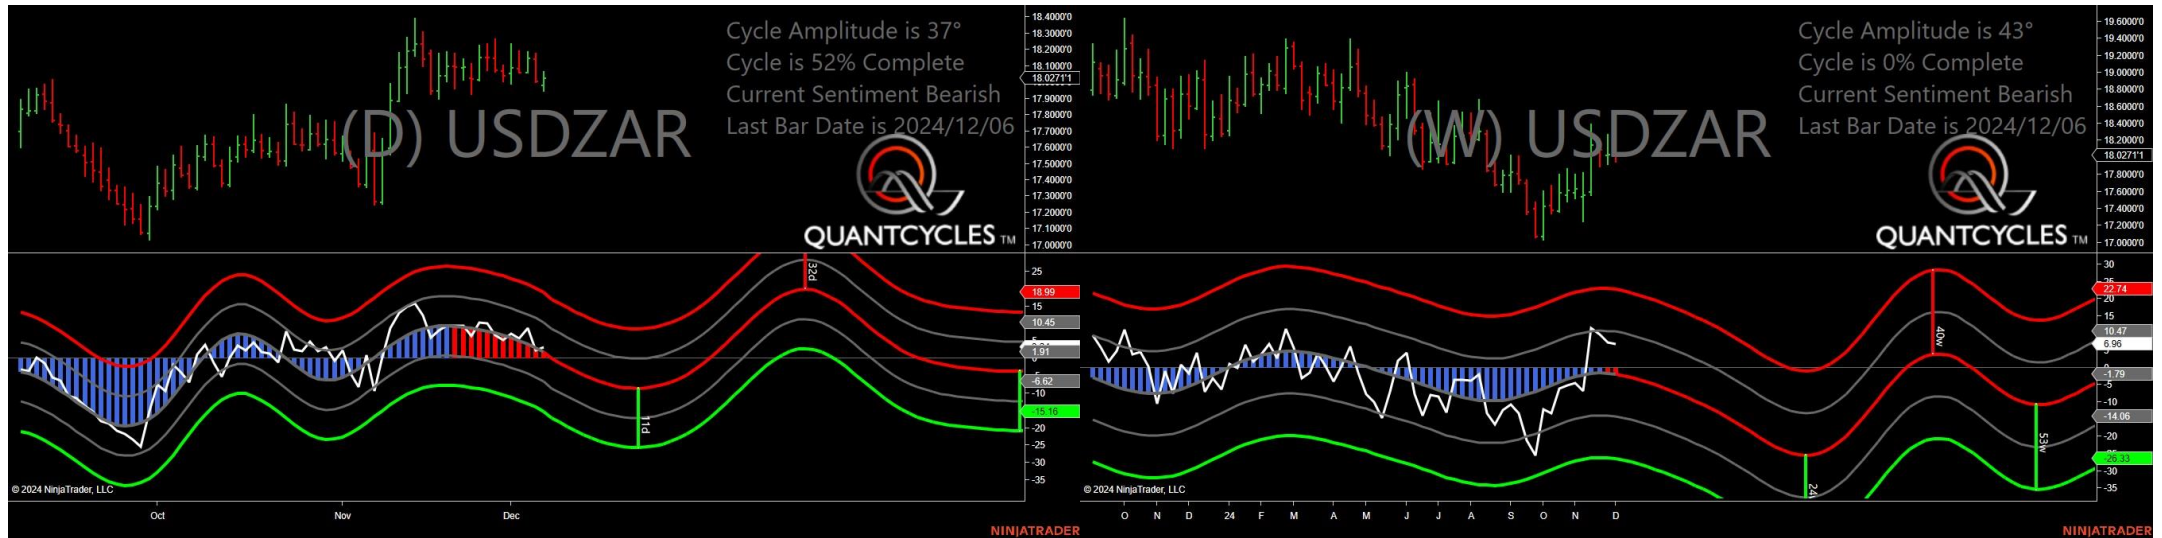 Cycle Amplitude is 37°
Cycle is 52% Complete
Current Sentiment Bearish
Last Bar Date is 2024/12/06
(D) USDZAR
QUANTCYCLES TM
18.4000'0
18.3000'0
18.2000'0
18.1000'0
18.0271'1
17.9000'0
17.8000'0
17.7000'0
17.6000'0
17.5000'0
17.4000'0
17.3000'0
17.2000'0
17.1000'0
17.0000'0
32d
11d
25
18.99
15
10.45
1.91
-6.62
-10
-15.16
-20
-25
-30
-35
© 2024 NinjaTrader, LLC
Oct Nov Dec
NINJATRADER
Cycle Amplitude is 43°
Cycle is 0% Complete
Current Sentiment Bearish
Last Bar Date is 2024/12/06
(W) USDZAR
QUANTCYCLES TM
19.6000'0
19.4000'0
19.2000'0
19.0000'0
18.8000'0
18.6000'0
18.4000'0
18.2000'0
18.0271'1
17.8000'0
17.6000'0
17.4000'0
17.2000'0
17.0000'0
40w
53w
30
22.74
20
15
10.47
6.96
-1.79
-5
-10
-14.06
-20
-26.33
-30
-35
© 2024 NinjaTrader, LLC
O N D 24 F M A M J J A S O N D
NINJATRADER